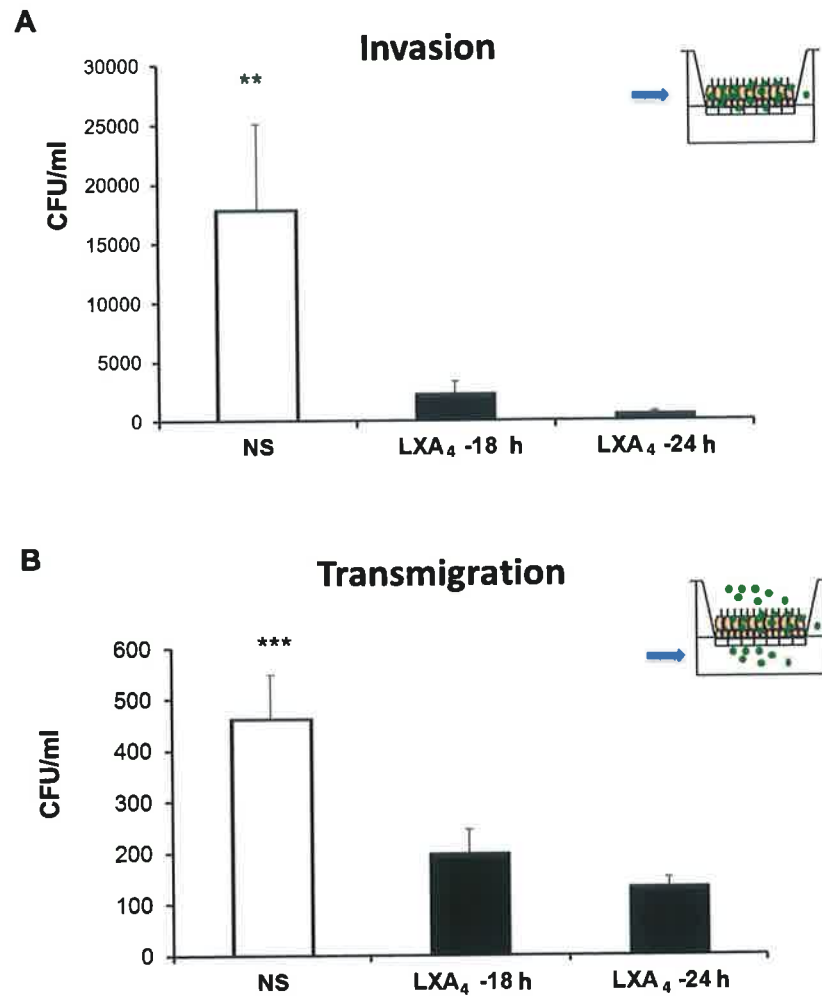 A
Invasion
**
30000
25000
20000
15000
10000
5000
0
CFU/ml
NS
LXA₄ -18 h
LXA₄ -24 h
B
Transmigration
***
600
500
400
300
200
100
0
CFU/ml
NS
LXA₄ -18 h
LXA₄ -24 h